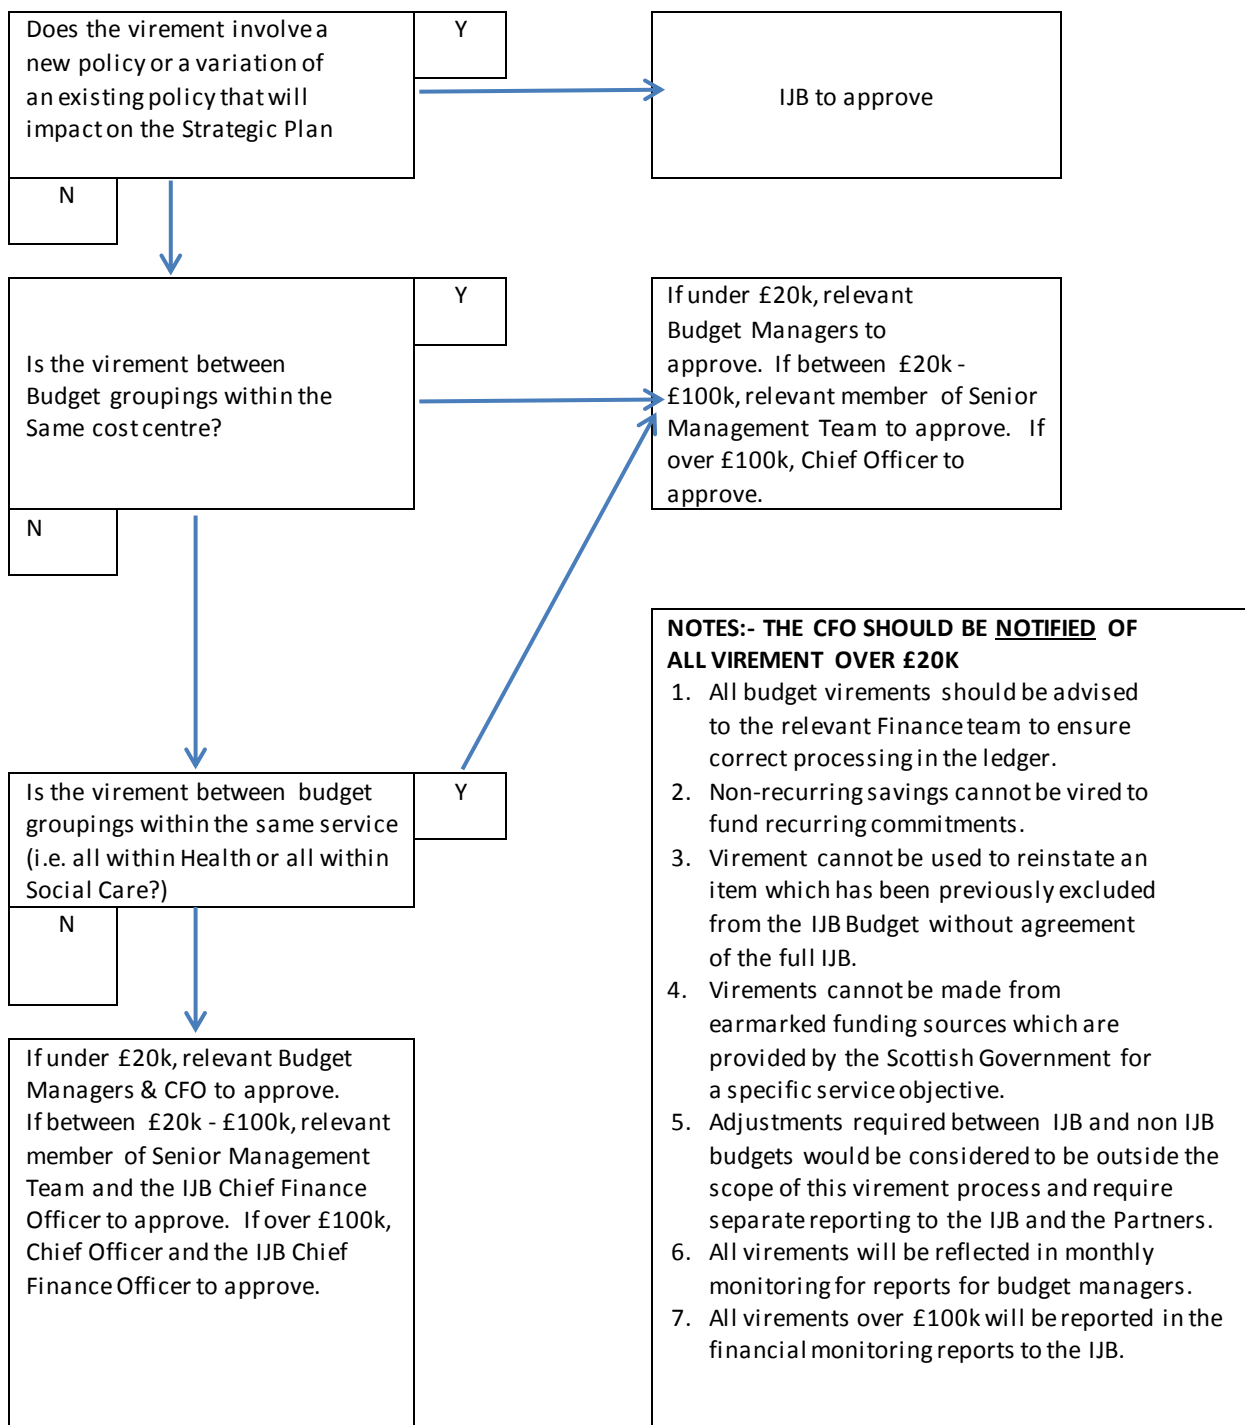 Does the virement involve a
new policy or a variation of
an existing policy that will
impact on the Strategic Plan
Y
IJB to approve
N
Is the virement between
Budget groupings within the
Same cost centre?
Y
If under £20k, relevant
Budget Managers to
approve. If between £20k -
£100k, relevant member of Senior
Management Team to approve. If
over £100k, Chief Officer to
approve.
N
Is the virement between budget
groupings within the same service
(i.e. all within Health or all within
Social Care?)
Y
N
If under £20k, relevant Budget
Managers & CFO to approve.
If between £20k - £100k, relevant
member of Senior Management
Team and the IJB Chief Finance
Officer to approve. If over £100k,
Chief Officer and the IJB Chief
Finance Officer to approve.
NOTES:- THE CFO SHOULD BE NOTIFIED OF
ALL VIREMENT OVER £20K
1. All budget virements should be advised
to the relevant Finance team to ensure
correct processing in the ledger.
2. Non-recurring savings cannot be vired to
fund recurring commitments.
3. Virement cannot be used to reinstate an
item which has been previously excluded
from the IJB Budget without agreement
of the full IJB.
4. Virements cannot be made from
earmarked funding sources which are
provided by the Scottish Government for
a specific service objective.
5. Adjustments required between IJB and non IJB
budgets would be considered to be outside the
scope of this virement process and require
separate reporting to the IJB and the Partners.
6. All virements will be reflected in monthly
monitoring for reports for budget managers.
7. All virements over £100k will be reported in the
financial monitoring reports to the IJB.